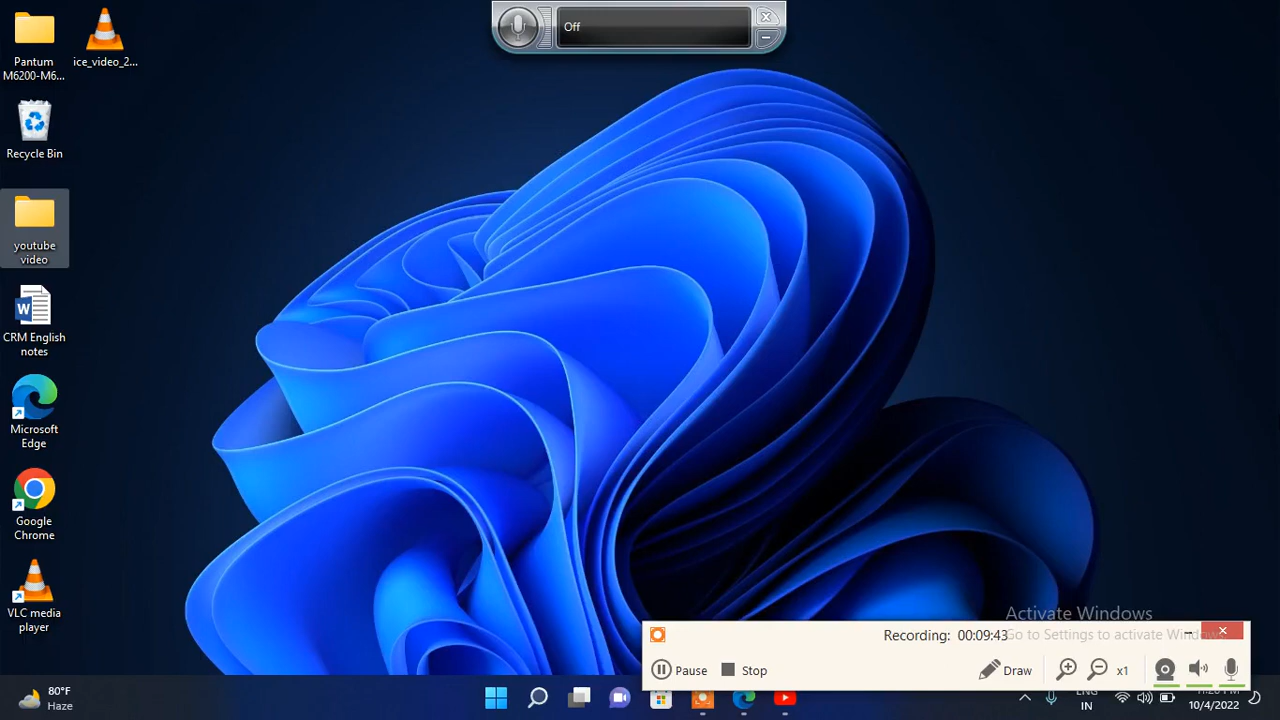 Off
Pantum
M6200-M6...
ice_video_2...
Recycle Bin
youtube
video
CRM English
notes
Microsoft
Edge
Google
Chrome
VLC media
player
Activate Windows
Go to Settings to activate Windows.
Recording: 00:09:43
Pause
Stop
Draw
x1
80°F
Haze
ENG
IN
10/4/2022